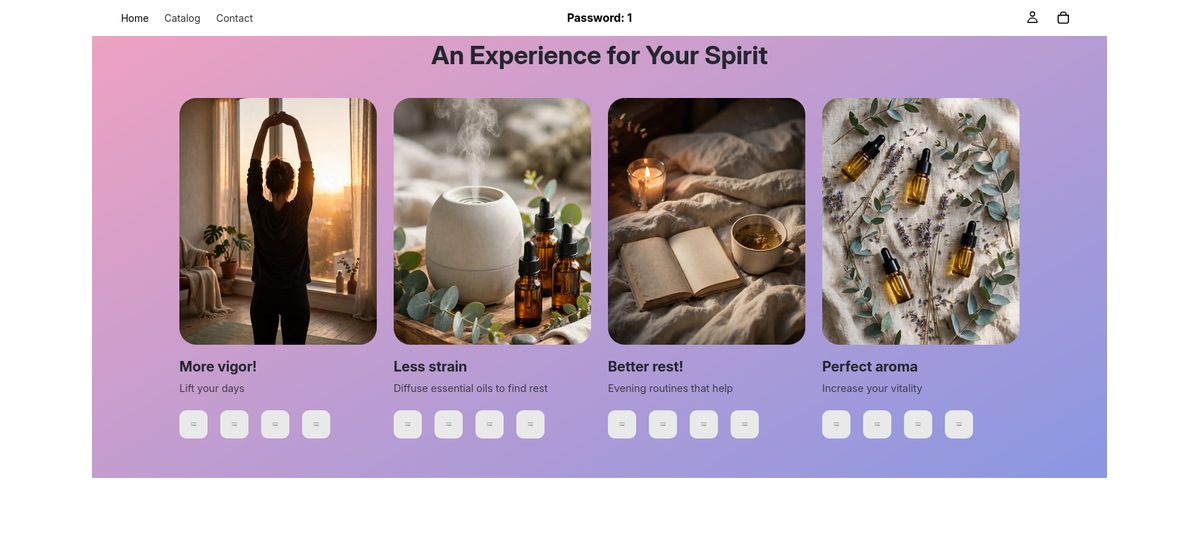 Home Catalog Contact Password: 1
An Experience for Your Spirit
More vigor! Less strain Better rest! Perfect aroma
Lift your days Diffuse essential oils to find rest Evening routines that help Increase your vitality